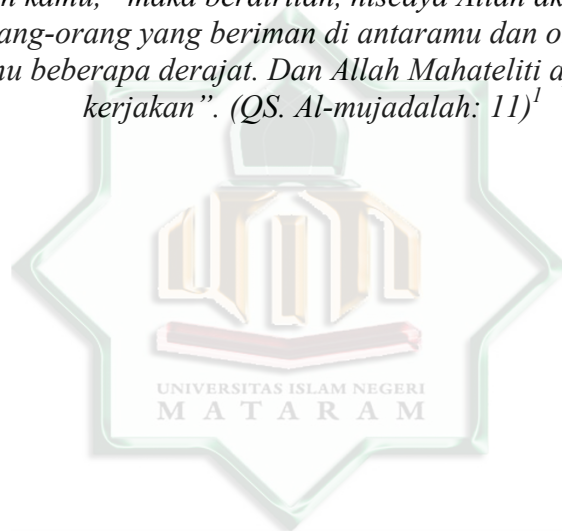 kamu," maka berdirilah, niscaya Allah
ang-orang yang beriman di antaramu dan
beberapa derajat. Dan Allah Mahateliti
kerjakan". (QS. Al-mujadalah: 11)1
UNIVERSITAS ISLAM NEGERI
MATARAM